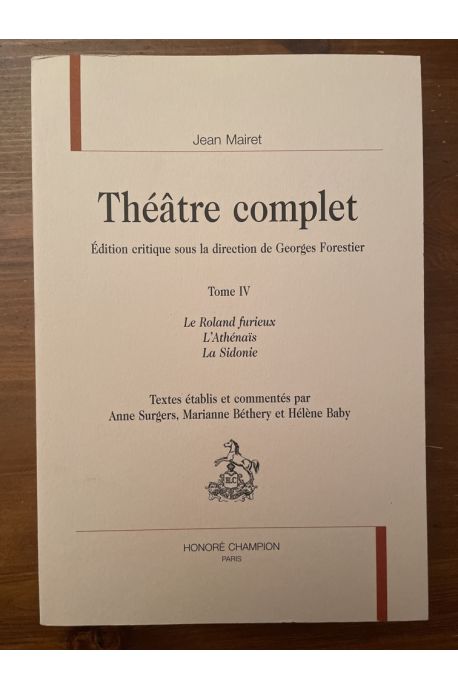 Jean Mairet
Théâtre complet
Édition critique sous la direction de Georges Forestier
Tome IV
Le Roland furieux
L'Athénaïs
La Sidonie
Textes établis et commentés par
Anne Surgers, Marianne Béthery et Hélène Baby
H.C
HONORÉ CHAMPION
PARIS